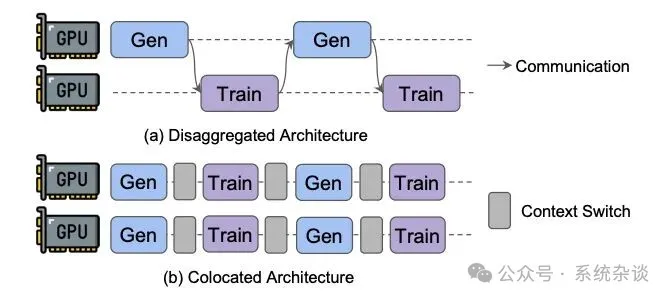 GPU Gen Gen
GPU Train Train
Communication
(a) Disaggregated Architecture
GPU Gen Train Gen Train
GPU Gen Train Gen Train
Context Switch
(b) Colocated Architecture
公众号 · 系统杂谈